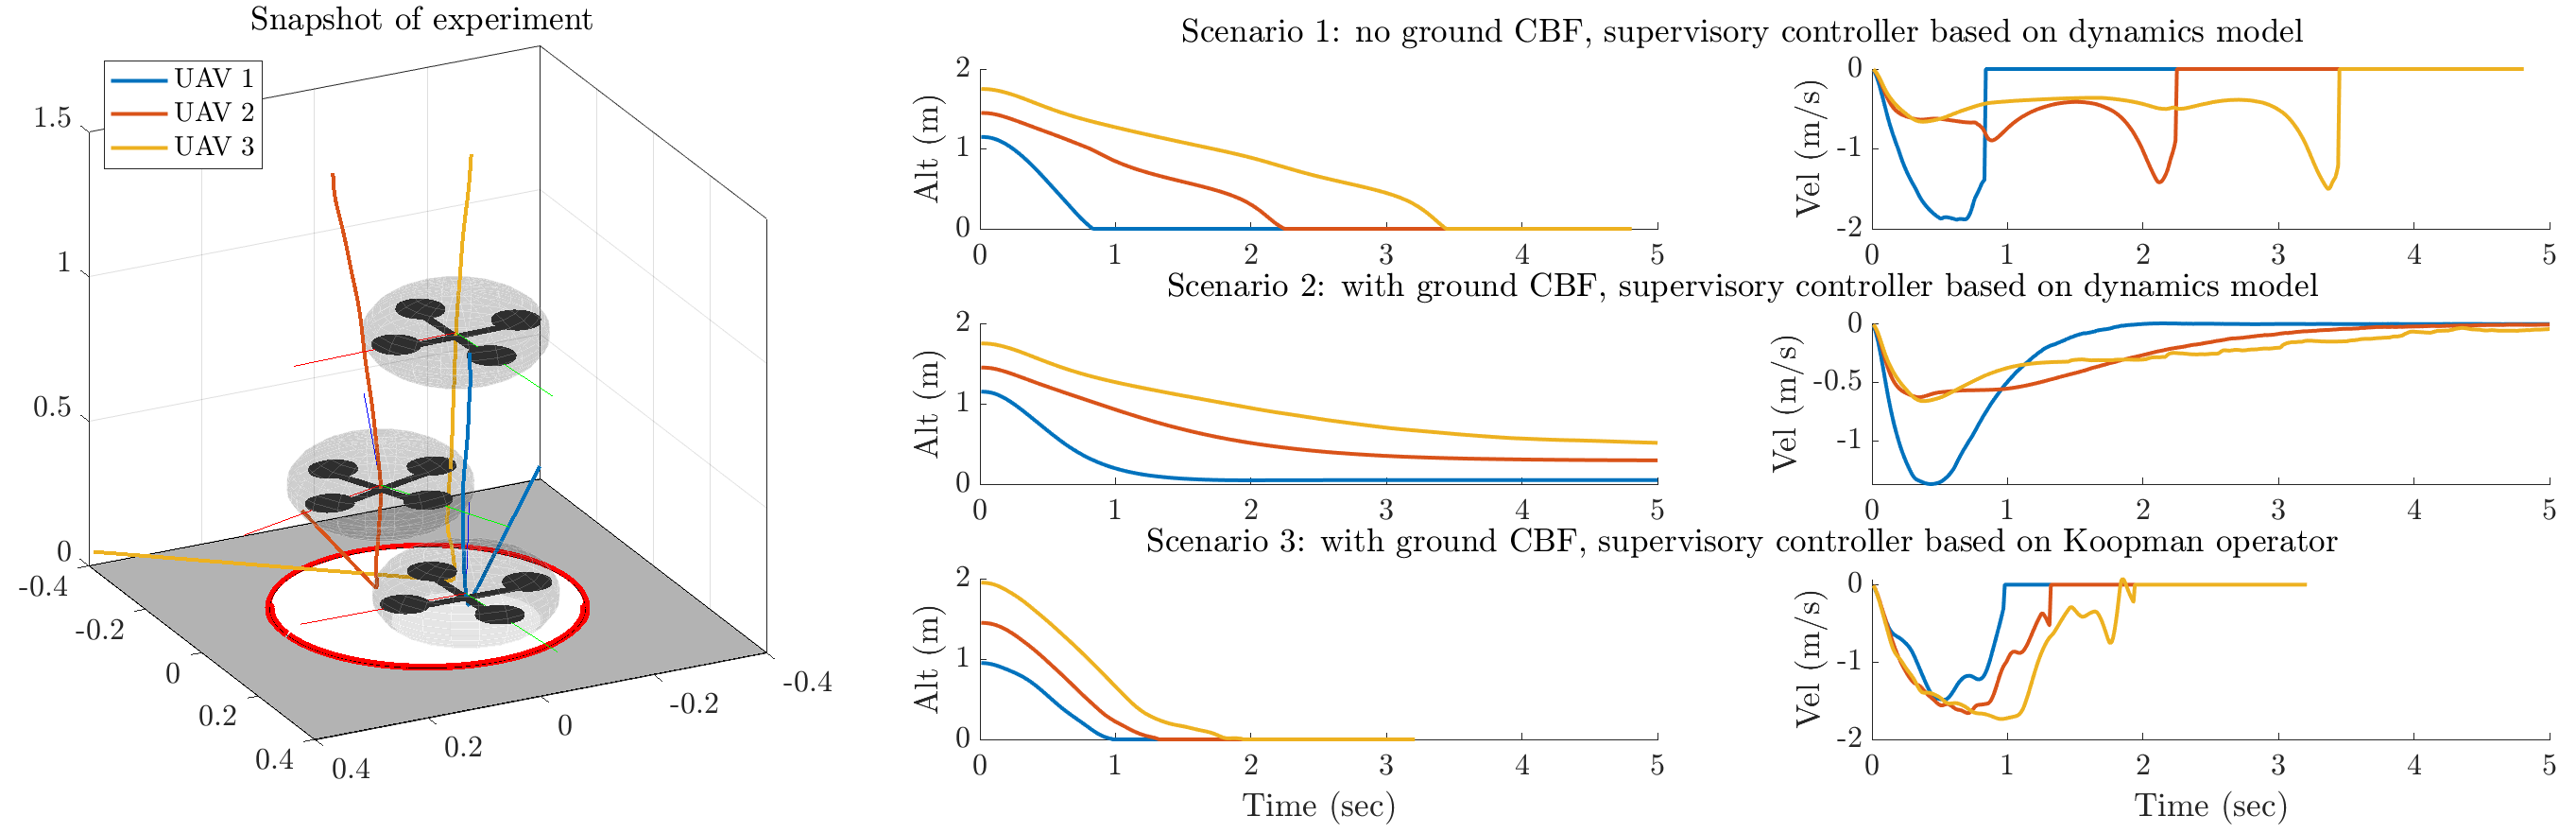 Snapshot of experiment
UAV 1
UAV 2
UAV 3
1.5
1
0.5
0
-0.4
-0.2
0
0.2
0.4
0.4
0.2
0
-0.2
-0.4
Scenario 1: no ground CBF, supervisory controller based on dynamics model
Alt (m)
2
1
0
0 1 2 3 4 5
Vel (m/s)
0
-1
-2
0 1 2 3 4 5
Scenario 2: with ground CBF, supervisory controller based on dynamics model
Alt (m)
2
1
0
0 1 2 3 4 5
Vel (m/s)
0
-0.5
-1
0 1 2 3 4 5
Scenario 3: with ground CBF, supervisory controller based on Koopman operator
Alt (m)
2
1
0
0 1 2 3 4 5
Time (sec)
Vel (m/s)
0
-1
-2
0 1 2 3 4 5
Time (sec)